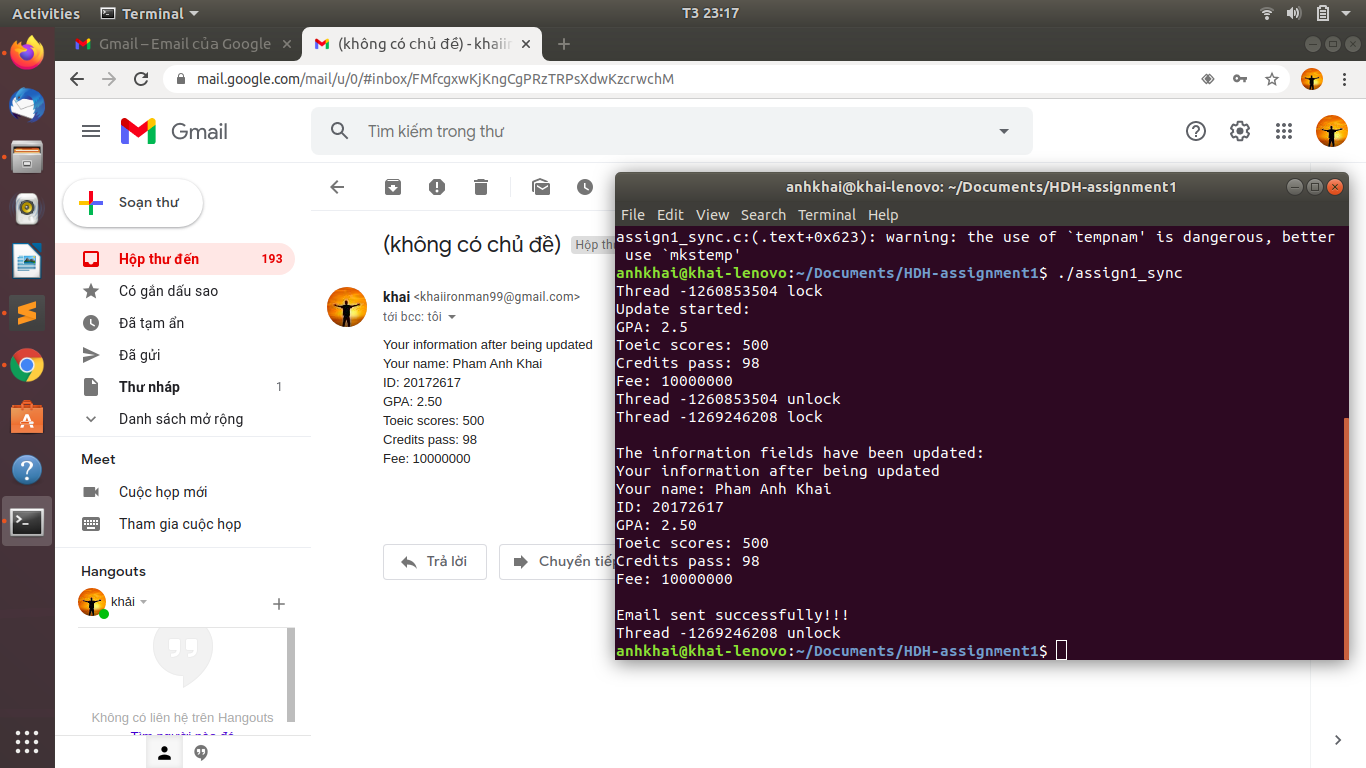 Activities
Terminal
T3 23:17
Gmail – Email của Google
(không có chủ đề) - khaiir
mail.google.com/mail/u/0/#inbox/FMfcgxwKjKngCgPRzTRPsXdwKzcrwchM
Gmail
Tìm kiếm trong thư
Soạn thư
Hộp thư đến 193
Có gắn dấu sao
Đã tạm ẩn
Đã gửi
Thư nháp 1
Danh sách mở rộng
Meet
Cuộc họp mới
Tham gia cuộc họp
Hangouts
khải
Không có liên hệ trên Hangouts
Tìm người nào đó
(không có chủ đề) Hộp thư
khai <khaiironman99@gmail.com>
tới bcc: tôi
Your information after being updated
Your name: Pham Anh Khai
ID: 20172617
GPA: 2.50
Toeic scores: 500
Credits pass: 98
Fee: 10000000
Trả lời
Chuyển tiếp
anhkhai@khai-lenovo: ~/Documents/HDH-assignment1
File Edit View Search Terminal Help
assign1_sync.c:(.text+0x623): warning: the use of `tempnam' is dangerous, better
use `mkstemp'
anhkhai@khai-lenovo:~/Documents/HDH-assignment1$ ./assign1_sync
Thread -1260853504 lock
Update started:
GPA: 2.5
Toeic scores: 500
Credits pass: 98
Fee: 10000000
Thread -1260853504 unlock
Thread -1269246208 lock
The information fields have been updated:
Your information after being updated
Your name: Pham Anh Khai
ID: 20172617
GPA: 2.50
Toeic scores: 500
Credits pass: 98
Fee: 10000000
Email sent successfully!!!
Thread -1269246208 unlock
anhkhai@khai-lenovo:~/Documents/HDH-assignment1$